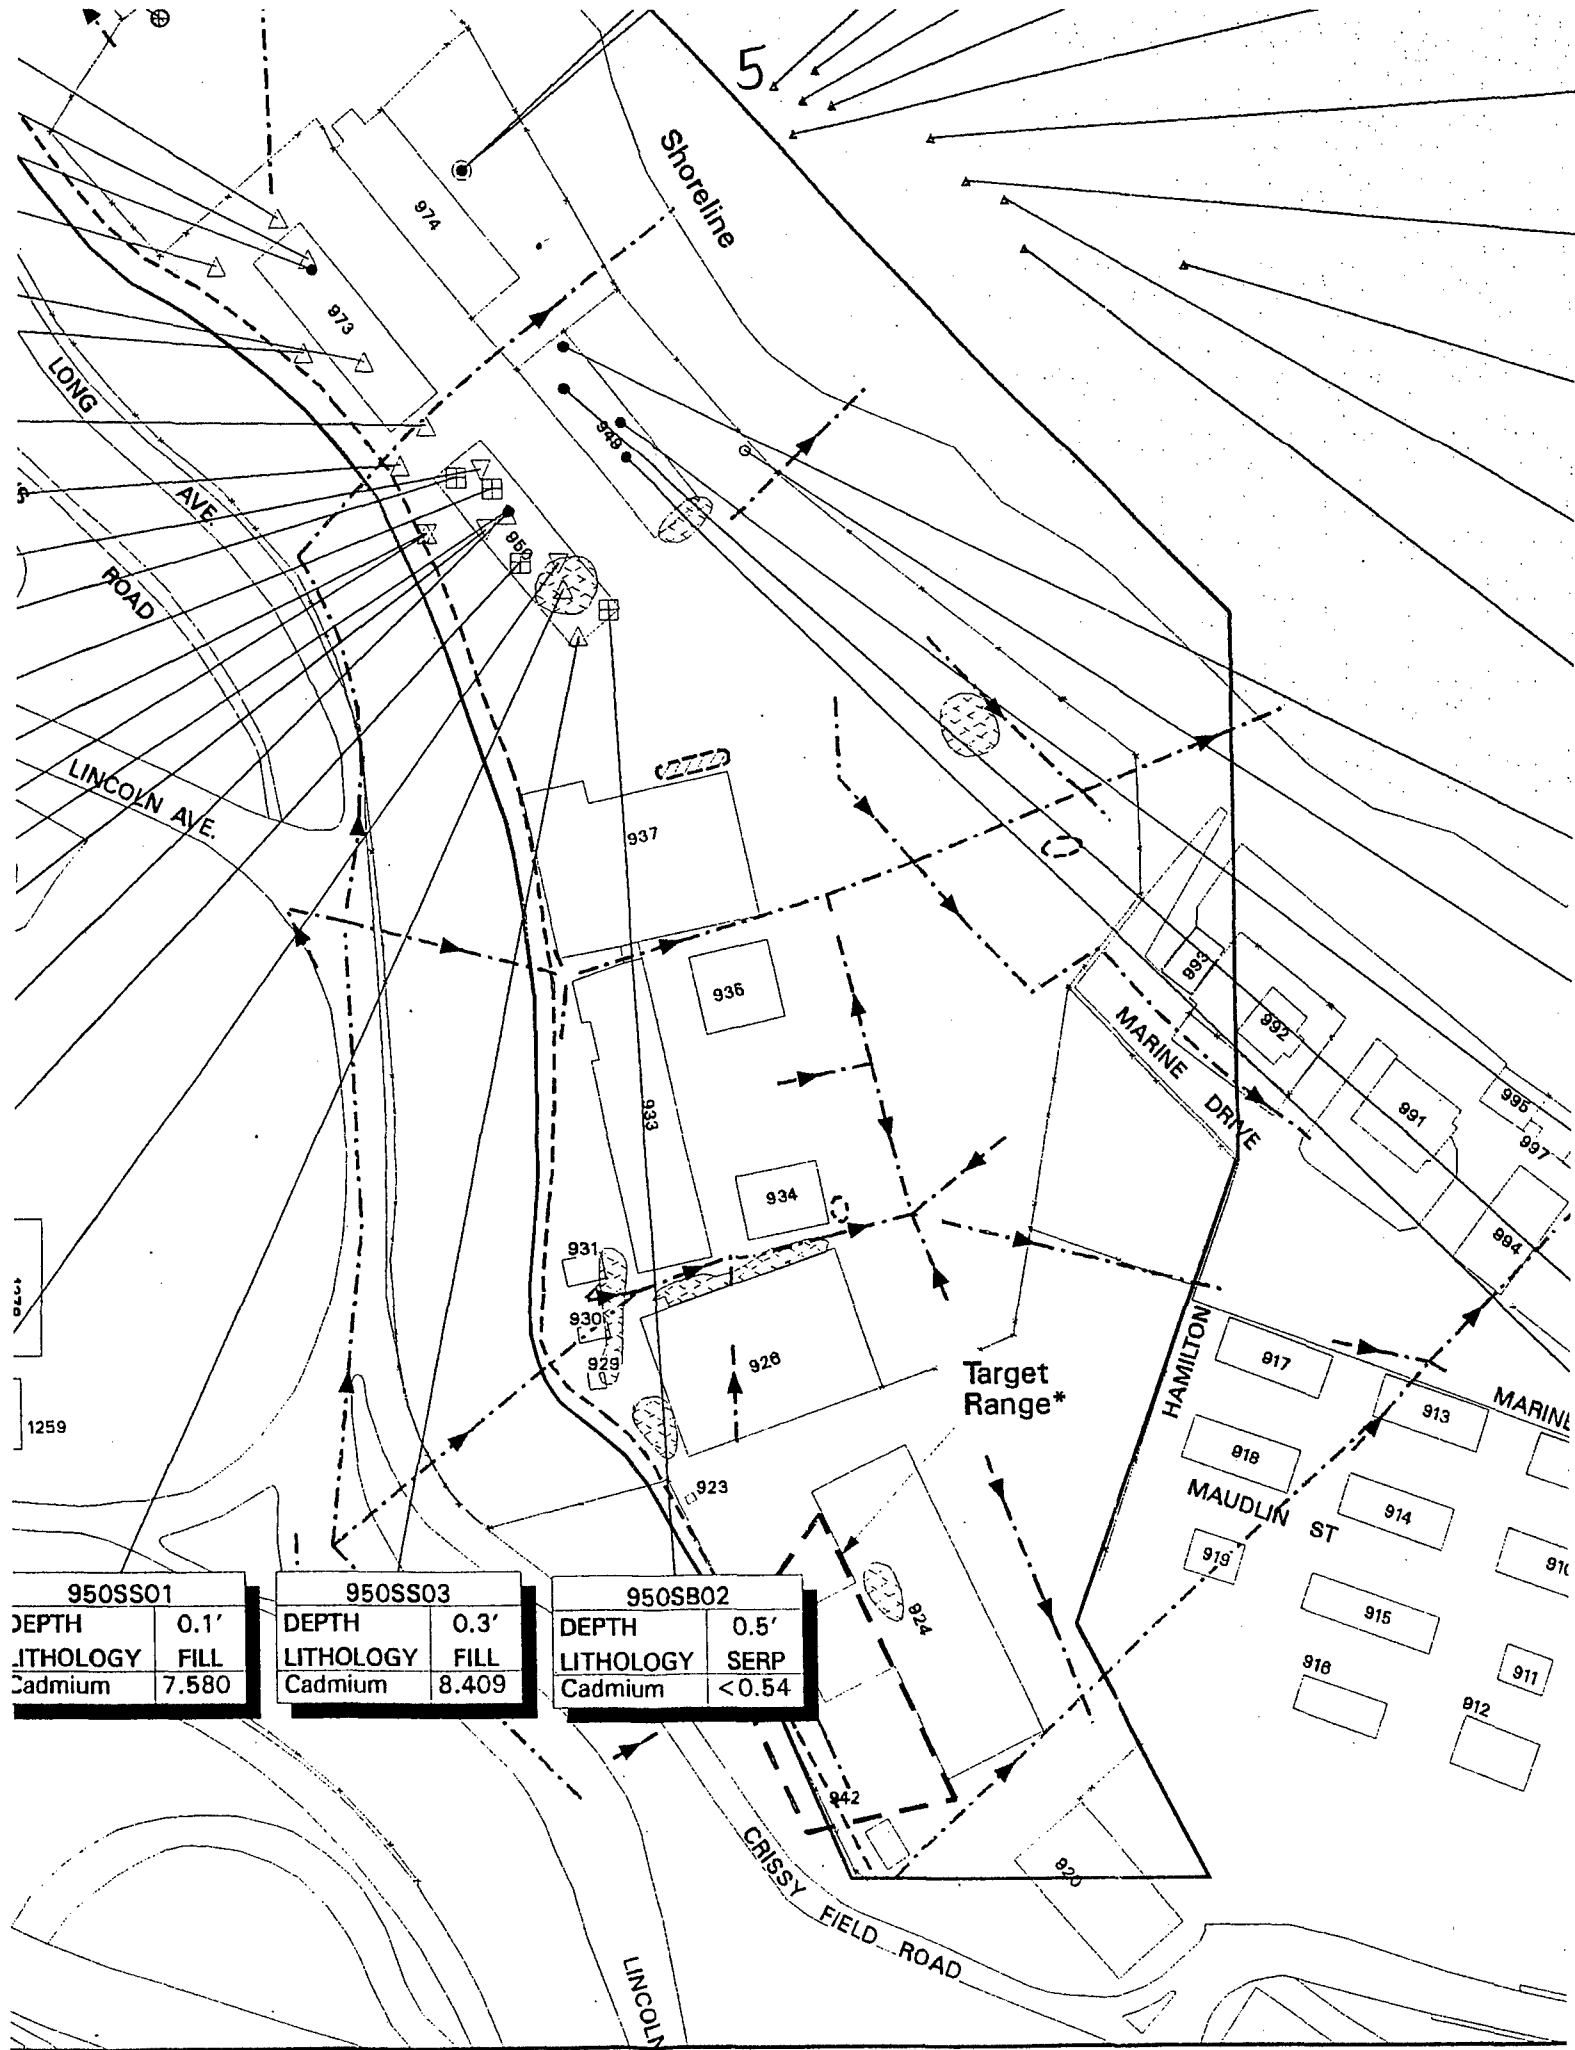 5
Shoreline
974
973
949
950
LONG
AVE.
ROAD
S
LINCOLN AVE.
937
936
933
934
931
930
929
926
923
924
942
993
992
991
995
997
994
MARINE
DRIVE
HAMILTON
Target
Range*
917
913
MARINE
918
MAUDLIN ST
914
919
910
915
916
911
912
920
1259
950SS01
DEPTH 0.1'
LITHOLOGY FILL
Cadmium 7.580
950SS03
DEPTH 0.3'
LITHOLOGY FILL
Cadmium 8.409
950SB02
DEPTH 0.5'
LITHOLOGY SERP
Cadmium <0.54
CRISSY FIELD ROAD
LINCOLN